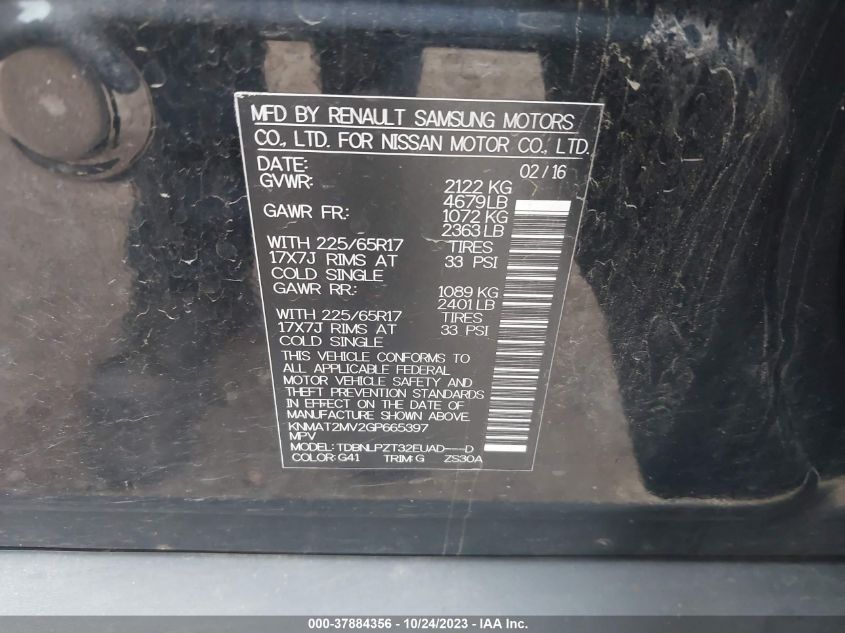 MFD BY RENAULT SAMSUNG MOTORS
CO., LTD. FOR NISSAN MOTOR CO., LTD.
DATE: 02/16
GVWR: 2122 KG
4679LB
GAWR FR.: 1072 KG
2363 LB
WITH 225/65R17 TIRES
17X7J RIMS AT 33 PSI
COLD SINGLE
GAWR RR.: 1089 KG
2401 LB
WITH 225/65R17 TIRES
17X7J RIMS AT 33 PSI
COLD SINGLE
THIS VEHICLE CONFORMS TO
ALL APPLICABLE FEDERAL
MOTOR VEHICLE SAFETY AND
THEFT PREVENTION STANDARDS
IN EFFECT ON THE DATE OF
MANUFACTURE SHOWN ABOVE.
KNMAT2MV2GP665397
MPV
MODEL: TDBNLPZT32EUAD----D
COLOR: G41 TRIM: G ZS30A
000-37884356 - 10/24/2023 - IAA Inc.